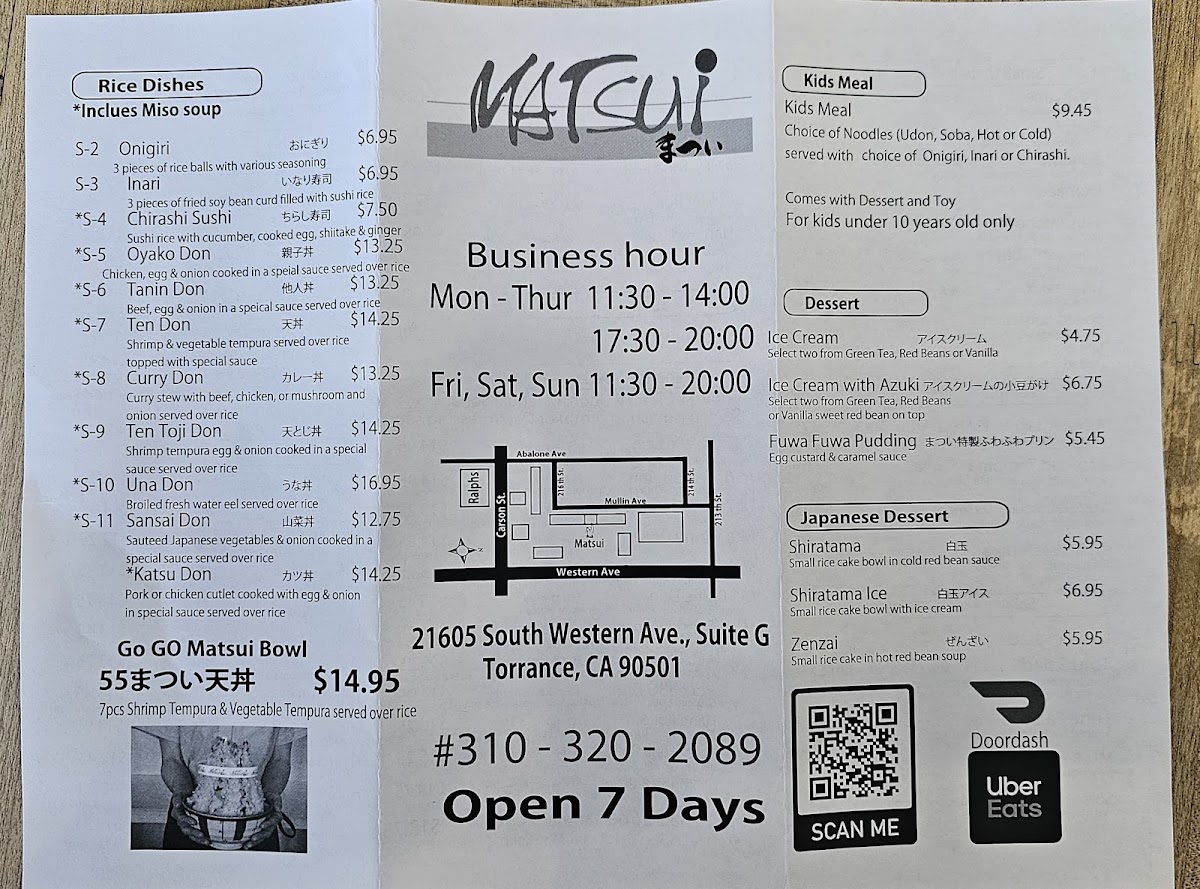 Rice Dishes
*Inclues Miso soup
S-2 Onigiri おにぎり $6.95
3 pieces of rice balls with various seasoning
S-3 Inari いなり寿司 $6.95
3 pieces of fried soy bean curd filled with sushi rice
*S-4 Chirashi Sushi ちらし寿司 $7.50
Sushi rice with cucumber, cooked egg, shiitake & ginger
*S-5 Oyako Don 親子丼 $13.25
Chicken, egg & onion cooked in a speial sauce served over rice
*S-6 Tanin Don 他人丼 $13.25
Beef, egg & onion in a speical sauce served over rice
*S-7 Ten Don 天丼 $14.25
Shrimp & vegetable tempura served over rice
topped with special sauce
*S-8 Curry Don カレー丼 $13.25
Curry stew with beef, chicken, or mushroom and
onion served over rice
*S-9 Ten Toji Don 天とじ丼 $14.25
Shrimp tempura egg & onion cooked in a special
sauce served over rice
*S-10 Una Don うな丼 $16.95
Broiled fresh water eel served over rice
*S-11 Sansai Don 山菜丼 $12.75
Sauteed Japanese vegetables & onion cooked in a
special sauce served over rice
*Katsu Don カツ丼 $14.25
Pork or chicken cutlet cooked with egg & onion
in special sauce served over rice
Go GO Matsui Bowl
55まつい天丼 $14.95
7pcs Shrimp Tempura & Vegetable Tempura served over rice
MATSUi
まつい
Business hour
Mon - Thur 11:30 - 14:00
17:30 - 20:00
Fri, Sat, Sun 11:30 - 20:00
Abalone Ave
Ralphs
Carson St.
216 th St.
214 th St.
213 th St.
Mullin Ave
Matsui
N
Western Ave
21605 South Western Ave., Suite G
Torrance, CA 90501
#310 - 320 - 2089
Open 7 Days
Kids Meal
Kids Meal $9.45
Choice of Noodles (Udon, Soba, Hot or Cold)
served with choice of Onigiri, Inari or Chirashi.
Comes with Dessert and Toy
For kids under 10 years old only
Dessert
Ice Cream アイスクリーム $4.75
Select two from Green Tea, Red Beans or Vanilla
Ice Cream with Azuki アイスクリームの小豆がけ $6.75
Select two from Green Tea, Red Beans
or Vanilla sweet red bean on top
Fuwa Fuwa Pudding まつい特製ふわふわプリン $5.45
Egg custard & caramel sauce
Japanese Dessert
Shiratama 白玉 $5.95
Small rice cake bowl in cold red bean sauce
Shiratama Ice 白玉アイス $6.95
Small rice cake bowl with ice cream
Zenzai ぜんざい $5.95
Small rice cake in hot red bean soup
SCAN ME
Doordash
Uber
Eats